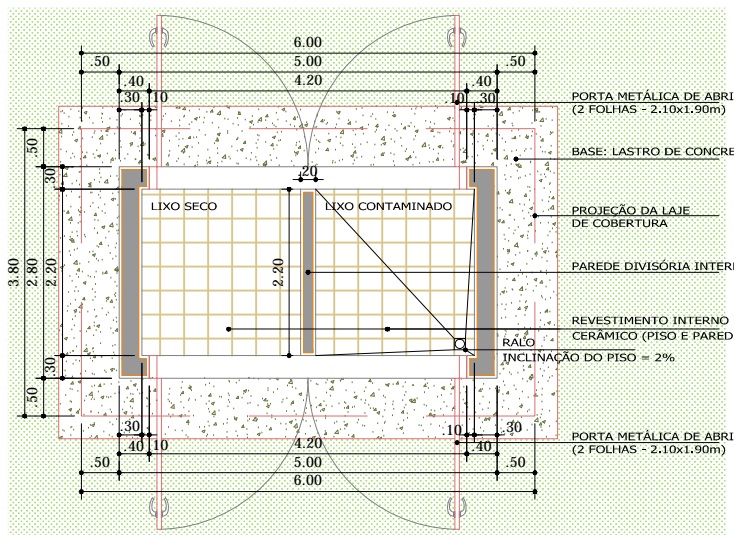 6.00
.50 5.00 .50
.40 4.20 .40
.30 .10 .10 .30
PORTA METÁLICA DE ABRI
(2 FOLHAS - 2.10x1.90m)
BASE: LASTRO DE CONCRE
.50
.30
.20
LIXO SECO
LIXO CONTAMINADO
PROJEÇÃO DA LAJE
DE COBERTURA
3.80
2.80
2.20
2.20
PAREDE DIVISÓRIA INTER
REVESTIMENTO INTERNO
CERÂMICO (PISO E PARED
RALO
INCLINAÇÃO DO PISO = 2%
.30
.50
.30 .10 .30
.40 10 4.20 .40
PORTA METÁLICA DE ABRI
(2 FOLHAS - 2.10x1.90m)
.50 5.00 .50
6.00